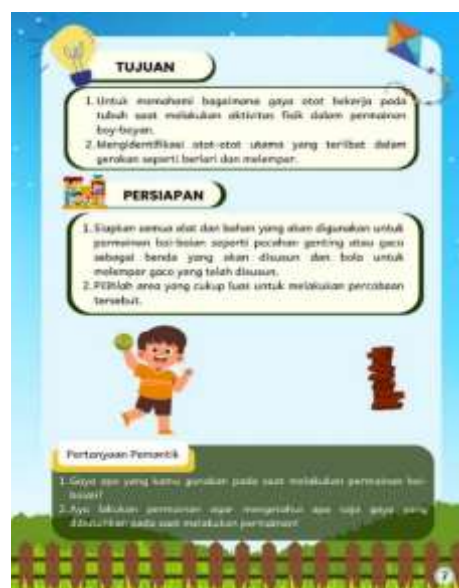 TUJUAN
1. Untuk memahami bagaimana gaya otot bekerja pada
tubuh saat melakukan aktivitas fisik dalam permainan
boy-boyan.
2. Mengidentifikasi otot-otot utama yang terlibat dalam
gerakan seperti berlari dan melempar.
PERSIAPAN
1. Siapkan semua alat dan bahan yang akan digunakan untuk
permainan boi-boian seperti pecahan genting atau gaco
sebagai benda yang akan disusun dan bola untuk
melempar gaco yang telah disusun.
2. Pilihlah area yang cukup luas untuk melakukan percobaan
tersebut.
Pertanyaan Pemantik
1. Gaya apa yang kamu gunakan pada saat melakukan permainan boi-
boian?
2. Ayo lakukan permainan agar mengetahui apa saja gaya yang
dibutuhkan pada saat melakukan permainan!
7